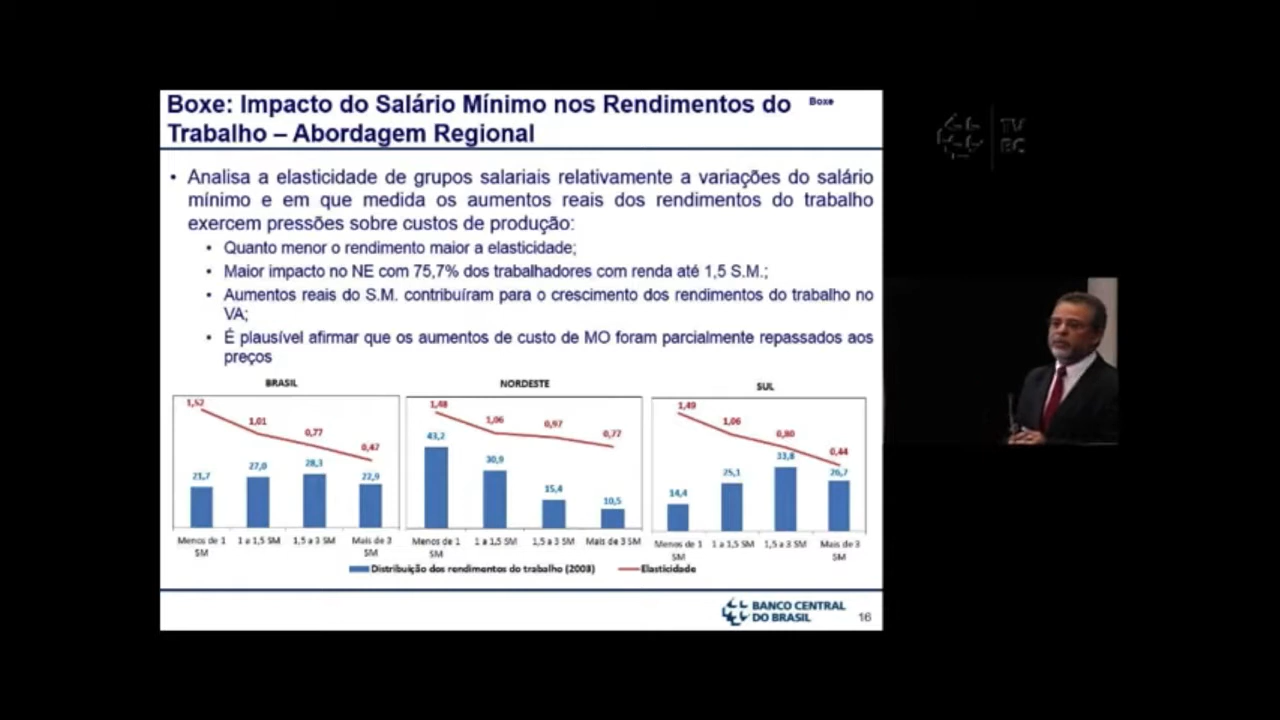 Boxe: Impacto do Salário Mínimo nos Rendimentos do
Trabalho – Abordagem Regional
Boxe
TV
BC
• Analisa a elasticidade de grupos salariais relativamente a variações do salário
mínimo e em que medida os aumentos reais dos rendimentos do trabalho
exercem pressões sobre custos de produção:
• Quanto menor o rendimento maior a elasticidade;
• Maior impacto no NE com 75,7% dos trabalhadores com renda até 1,5 S.M.;
• Aumentos reais do S.M. contribuíram para o crescimento dos rendimentos do trabalho no
VA;
• É plausível afirmar que os aumentos de custo de MO foram parcialmente repassados aos
preços
BRASIL
1,52
1,01
0,77
0,47
21,7
27,0
28,3
22,9
Menos de 1
SM
1 a 1,5 SM
1,5 a 3 SM
Mais de 3
SM
NORDESTE
1,48
1,06
0,97
0,77
43,2
30,9
15,4
10,5
Menos de 1
SM
1 a 1,5 SM
1,5 a 3 SM
Mais de 3 SM
SUL
1,49
1,06
0,80
0,44
14,4
25,1
33,8
26,7
Menos de 1
SM
1 a 1,5 SM
1,5 a 3 SM
Mais de 3
SM
Distribuição dos rendimentos do trabalho (2003)
Elasticidade
BANCO CENTRAL
DO BRASIL
16